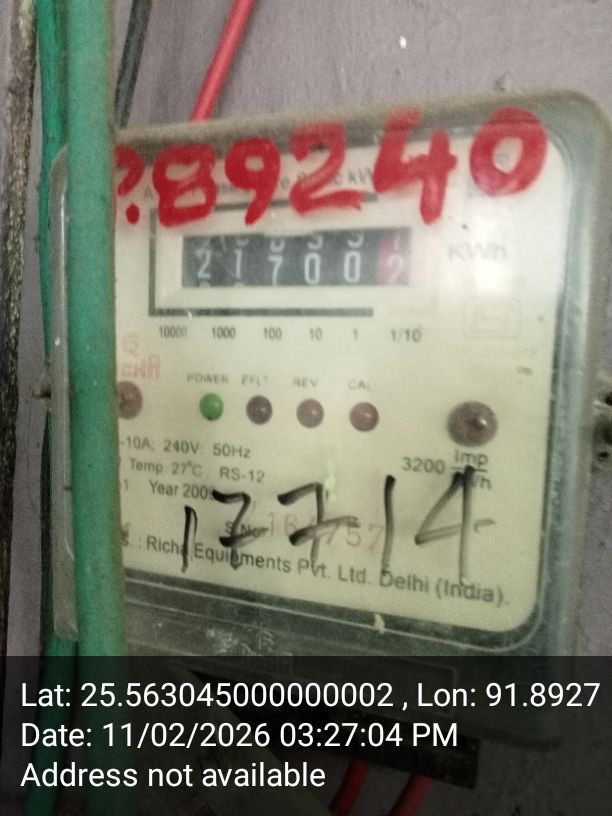 89240
KWh
21700 2
10000 1000 100 10 1 1/10
POWER EFLT REV CAL
-10A; 240V; 50Hz
3200 Imp
Temp. 27°C; RS-12
Year
17714
S.No.
Richa Equipments Pvt. Ltd. Delhi (India).
Lat: 25.563045000000002 , Lon: 91.8927
Date: 11/02/2026 03:27:04 PM
Address not available